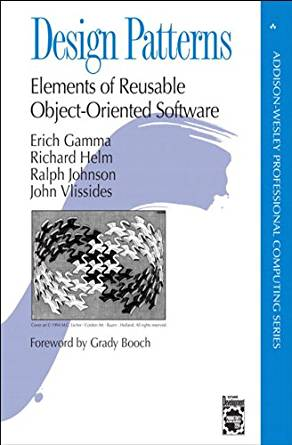 Design Patterns
Elements of Reusable
Object-Oriented Software
Erich Gamma
Richard Helm
Ralph Johnson
John Vlissides
Cover art © 1994 M.C. Escher / Cordon Art - Baarn - Holland. All rights reserved.
Foreword by Grady Booch
ADDISON-WESLEY PROFESSIONAL COMPUTING SERIES
Development